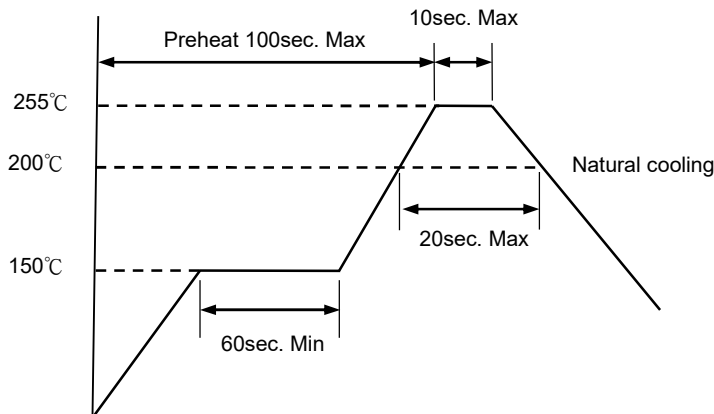 10sec. Max
Preheat 100sec. Max
255℃
200℃
Natural cooling
20sec. Max
150℃
60sec. Min